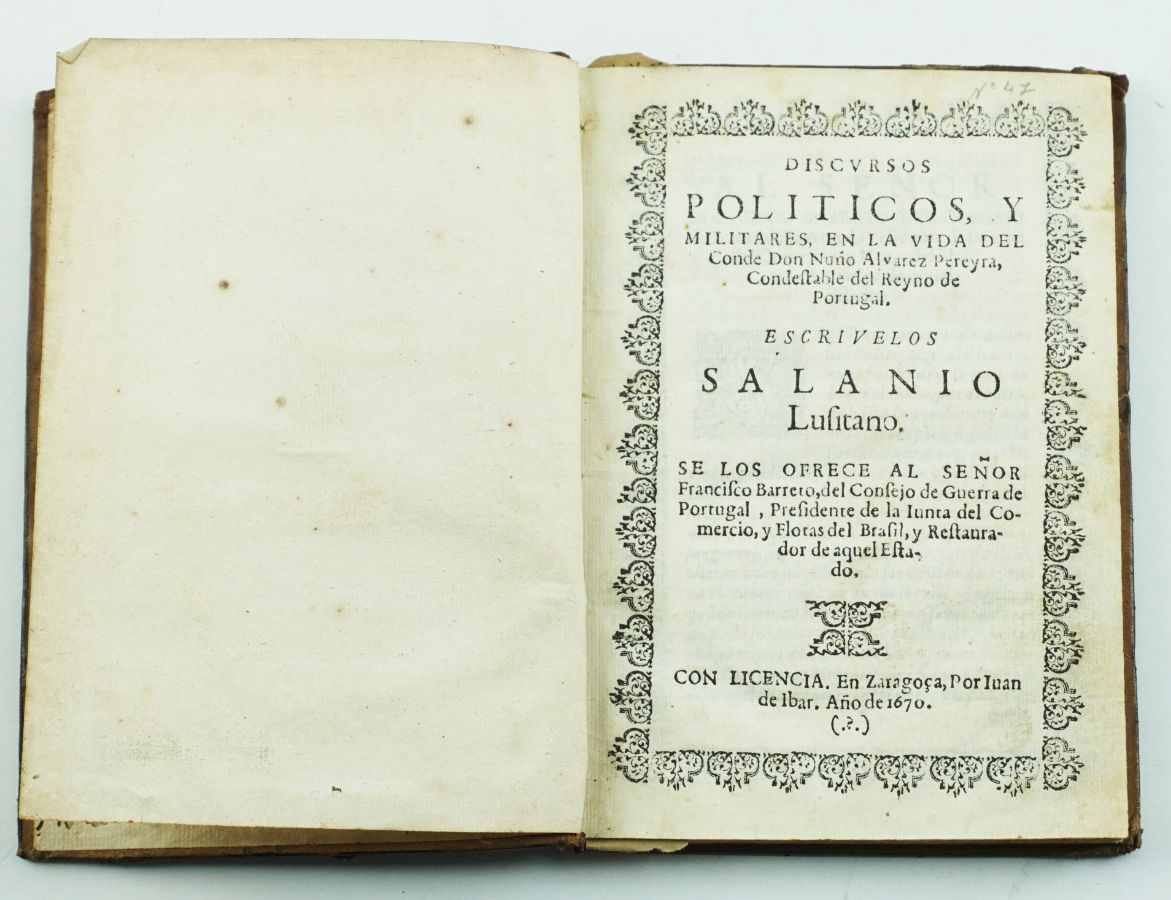 Nº 47
DISCVRSOS
POLITICOS, Y
MILITARES, EN LA VIDA DEL
Conde Don Nuño Alvarez Pereyra,
Condeſtable del Reyno de
Portugal.
ESCRIVELOS
SALANIO
Luſitano.
SE LOS OFRECE AL SEÑOR
Franciſco Barreto, del Conſejo de Guerra de
Portugal , Preſidente de la Iunta del Co-
mercio, y Flotas del Braſil, y Reſtaura-
dor de aquel Eſta-
do.
CON LICENCIA. En Zaragoça, Por Iuan
de Ibar. Año de 1670.
(.?.)